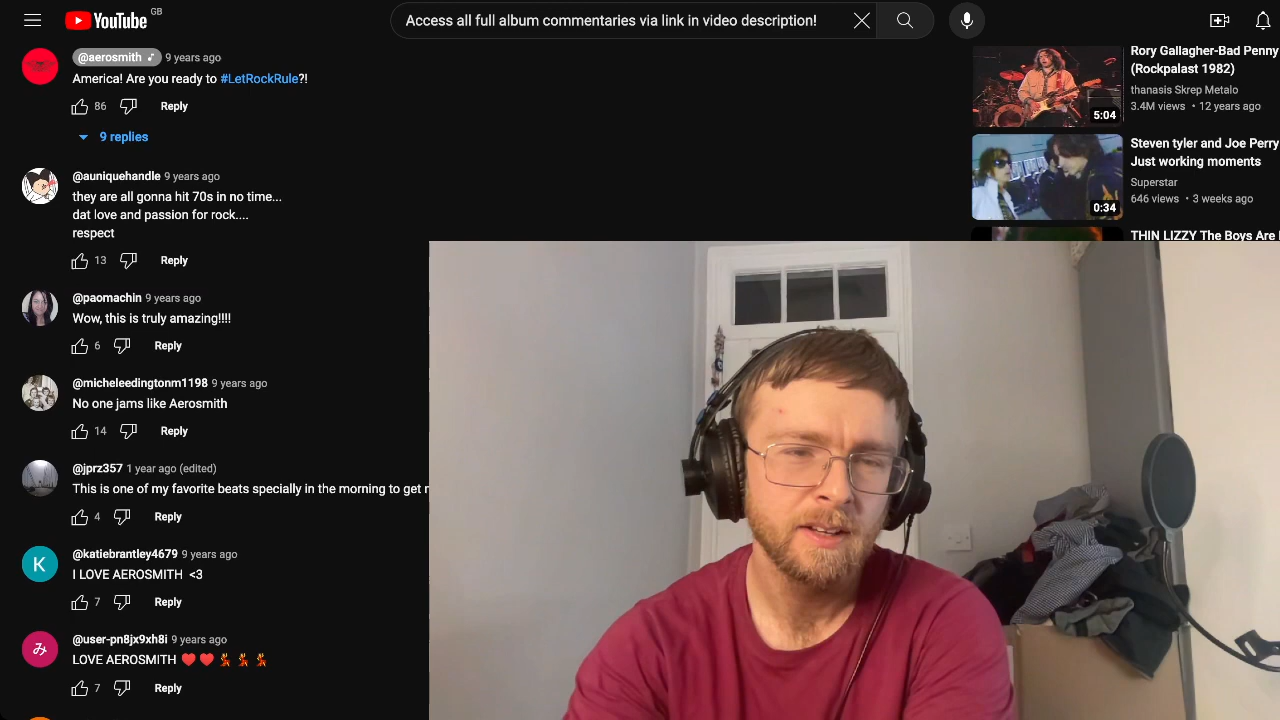 YouTube GB
Access all full album commentaries via link in video description!
@aerosmith 9 years ago
America! Are you ready to #LetRockRule?!
86 Reply
9 replies
@auniquehandle 9 years ago
they are all gonna hit 70s in no time...
dat love and passion for rock....
respect
13 Reply
@paomachin 9 years ago
Wow, this is truly amazing!!!!
6 Reply
@micheleedingtonm1198 9 years ago
No one jams like Aerosmith
14 Reply
@jprz357 1 year ago (edited)
This is one of my favorite beats specially in the morning to get
4 Reply
K
@katiebrantley4679 9 years ago
I LOVE AEROSMITH <3
7 Reply
み
@user-pn8jx9xh8i 9 years ago
LOVE AEROSMITH ❤️❤️💃💃💃
7 Reply
Rory Gallagher-Bad Penny
(Rockpalast 1982)
thanasis Skrep Metalo
3.4M views • 12 years ago
5:04
Steven tyler and Joe Perry
Just working moments
Superstar
646 views • 3 weeks ago
0:34
THIN LIZZY The Boys Are